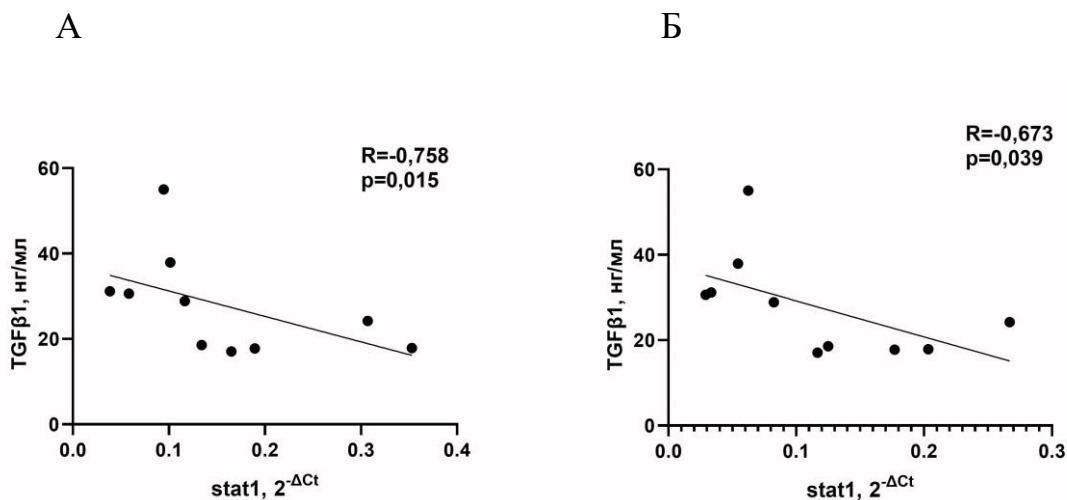 А
Б
R=-0,758
p=0,015
60
40
20
0
TGFβ1, нг/мл
0.0 0.1 0.2 0.3 0.4
stat1, 2^-ΔCt
R=-0,673
p=0,039
60
40
20
0
TGFβ1, нг/мл
0.0 0.1 0.2 0.3
stat1, 2^-ΔCt